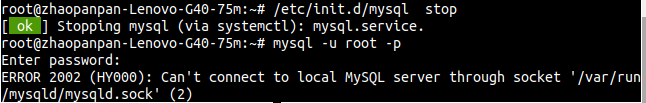 root@zhaopanpan-Lenovo-G40-75m:~# /etc/init.d/mysql  stop
[ ok ] Stopping mysql (via systemctl): mysql.service.
root@zhaopanpan-Lenovo-G40-75m:~# mysql -u root -p
Enter password:
ERROR 2002 (HY000): Can't connect to local MySQL server through socket '/var/run
/mysqld/mysqld.sock' (2)